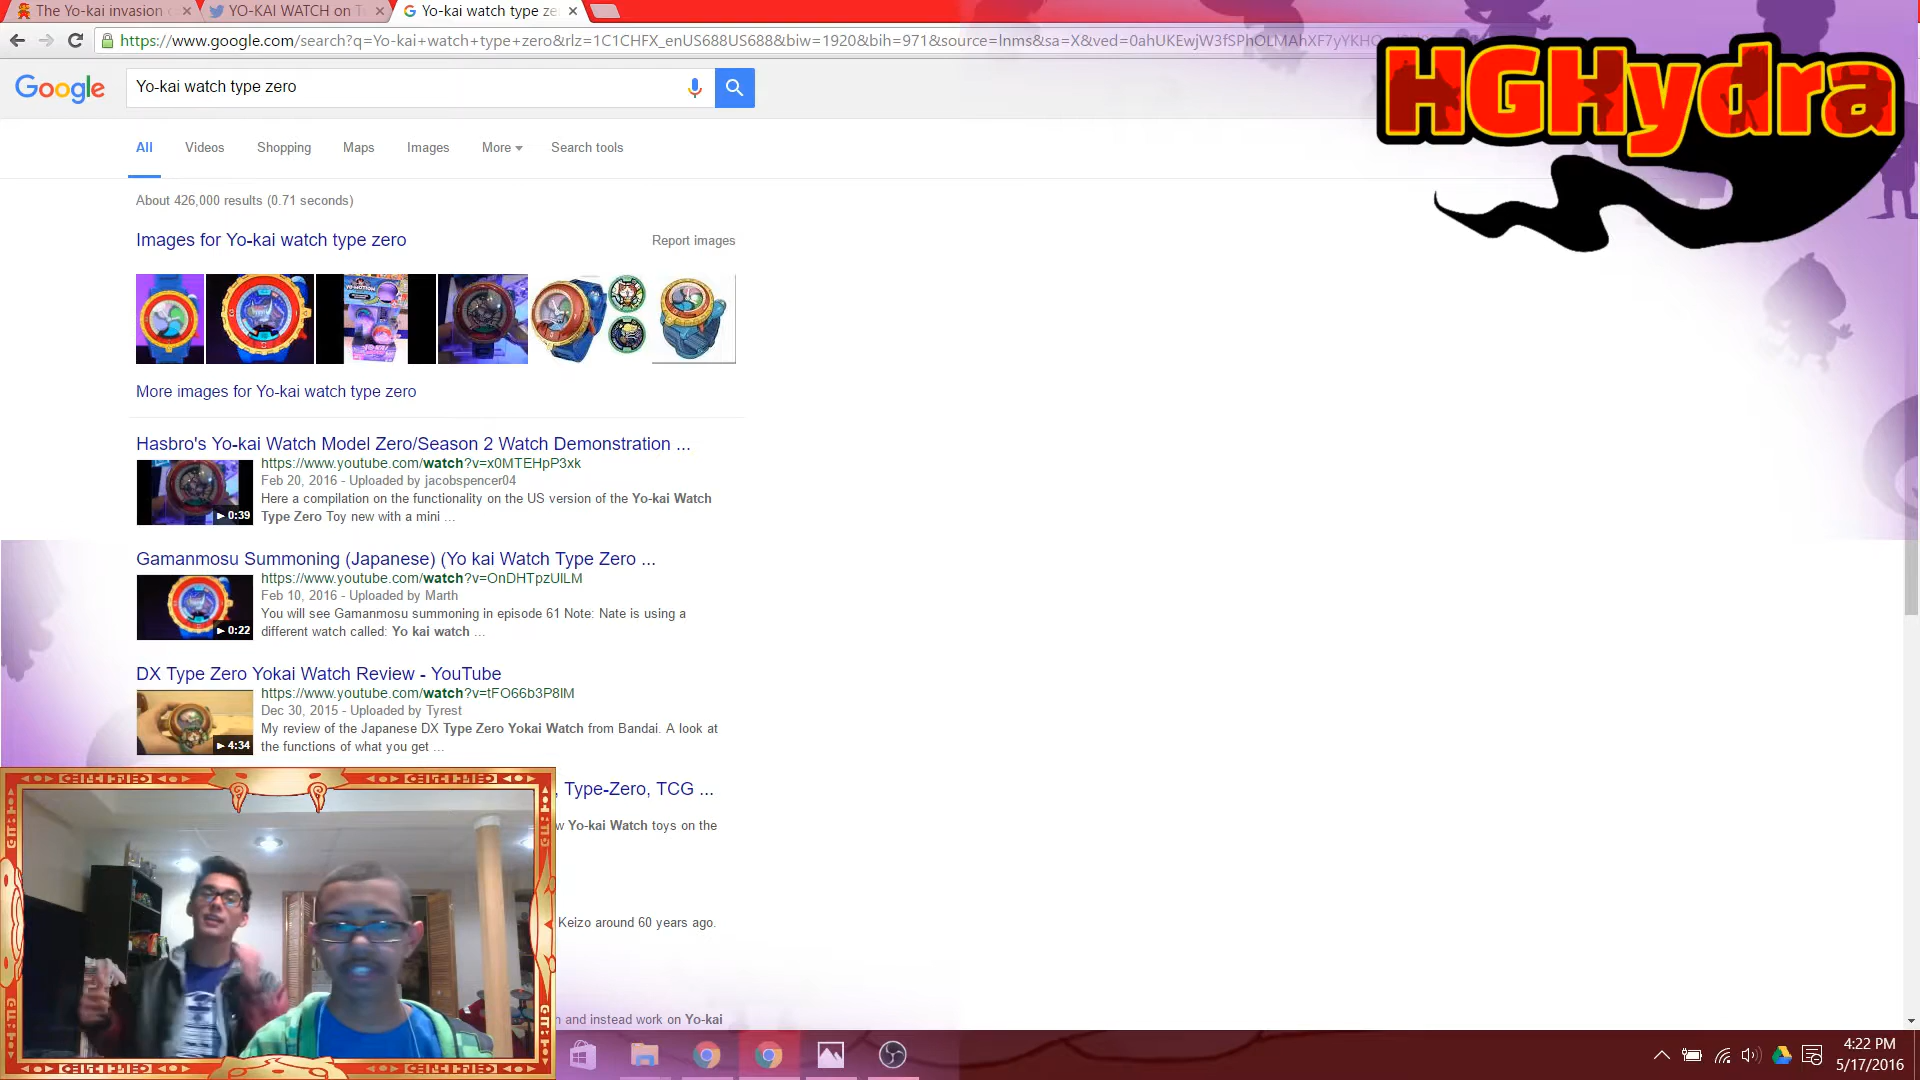 The Yo-kai invasion
YO-KAI WATCH on T
Yo-kai watch type ze
https://www.google.com/search?q=Yo-kai+watch+type+zero&rlz=1C1CHFX_enUS688US688&biw=1920&bih=971&source=lnms&sa=X&ved=
HGHydra
Google
Yo-kai watch type zero
All
Videos
Shopping
Maps
Images
More
Search tools
About 426,000 results (0.71 seconds)
Images for Yo-kai watch type zero
Report images
More images for Yo-kai watch type zero
Hasbro's Yo-kai Watch Model Zero/Season 2 Watch Demonstration ...
https://www.youtube.com/watch?v=x0MTEHpP3xk
Feb 20, 2016 - Uploaded by jacobspencer04
Here a compilation on the functionality on the US version of the Yo-kai Watch
Type Zero Toy new with a mini ...
0:39
Gamanmosu Summoning (Japanese) (Yo kai Watch Type Zero ...
https://www.youtube.com/watch?v=OnDHTpzUlLM
Feb 10, 2016 - Uploaded by Marth
You will see Gamanmosu summoning in episode 61 Note: Nate is using a
different watch called: Yo kai watch ...
0:22
DX Type Zero Yokai Watch Review - YouTube
https://www.youtube.com/watch?v=tFO66b3P8lM
Dec 30, 2015 - Uploaded by Tyrest
My review of the Japanese DX Type Zero Yokai Watch from Bandai. A look at
the functions of what you get ...
4:34
, Type-Zero, TCG ...
w Yo-kai Watch toys on the
Keizo around 60 years ago.
n and instead work on Yo-kai
4:22 PM
5/17/2016